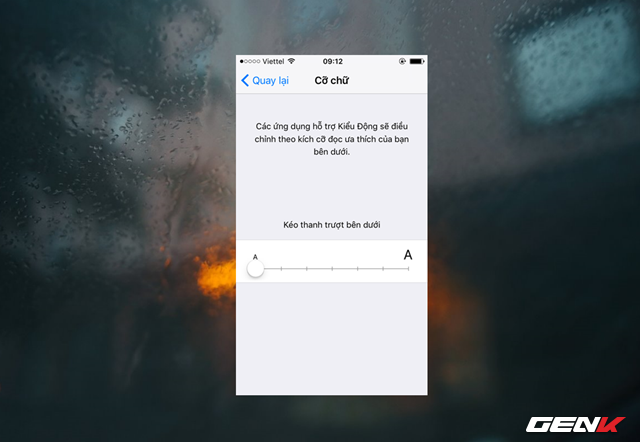 Viettel 09:12
Quay lại Cỡ chữ
Các ứng dụng hỗ trợ Kiểu Động sẽ điều
chỉnh theo kích cỡ đọc ưa thích của bạn
bên dưới.
Kéo thanh trượt bên dưới
A A
GENK